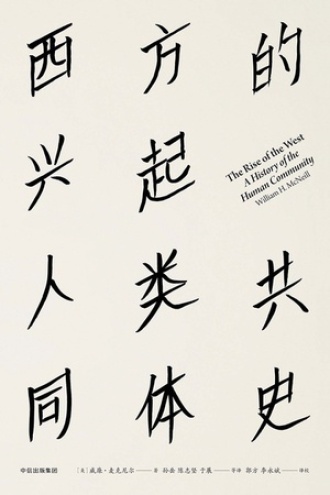 西方的
兴起
The Rise of the West
A History of the
Human Community
William H. McNeill
人类共
同体史
中信出版集团 [美]威廉·麦克尼尔——著 孙岳 陈志坚 于展——等译 郭方 李永斌——译校